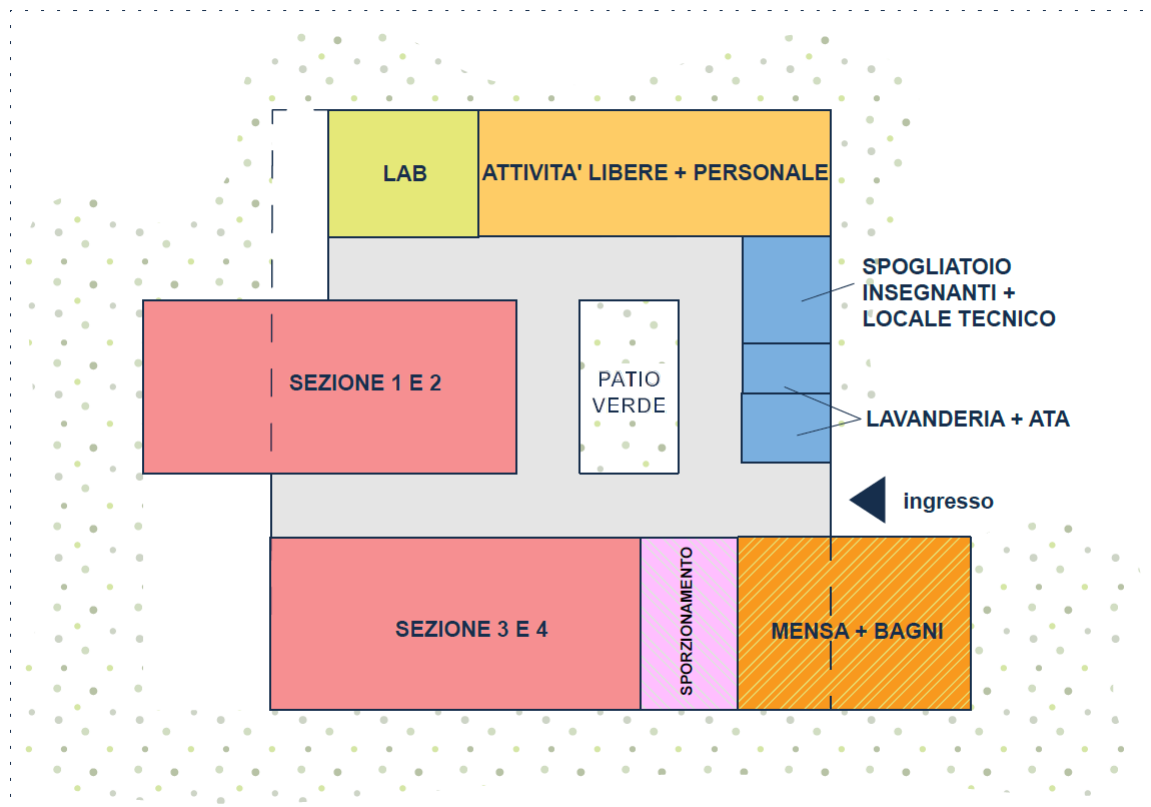 LAB
ATTIVITA' LIBERE + PERSONALE
SPOGLIATOIO
INSEGNANTI +
LOCALE TECNICO
SEZIONE 1 E 2
PATIO
VERDE
LAVANDERIA + ATA
ingresso
SEZIONE 3 E 4
SPORZIONAMENTO
MENSA + BAGNI